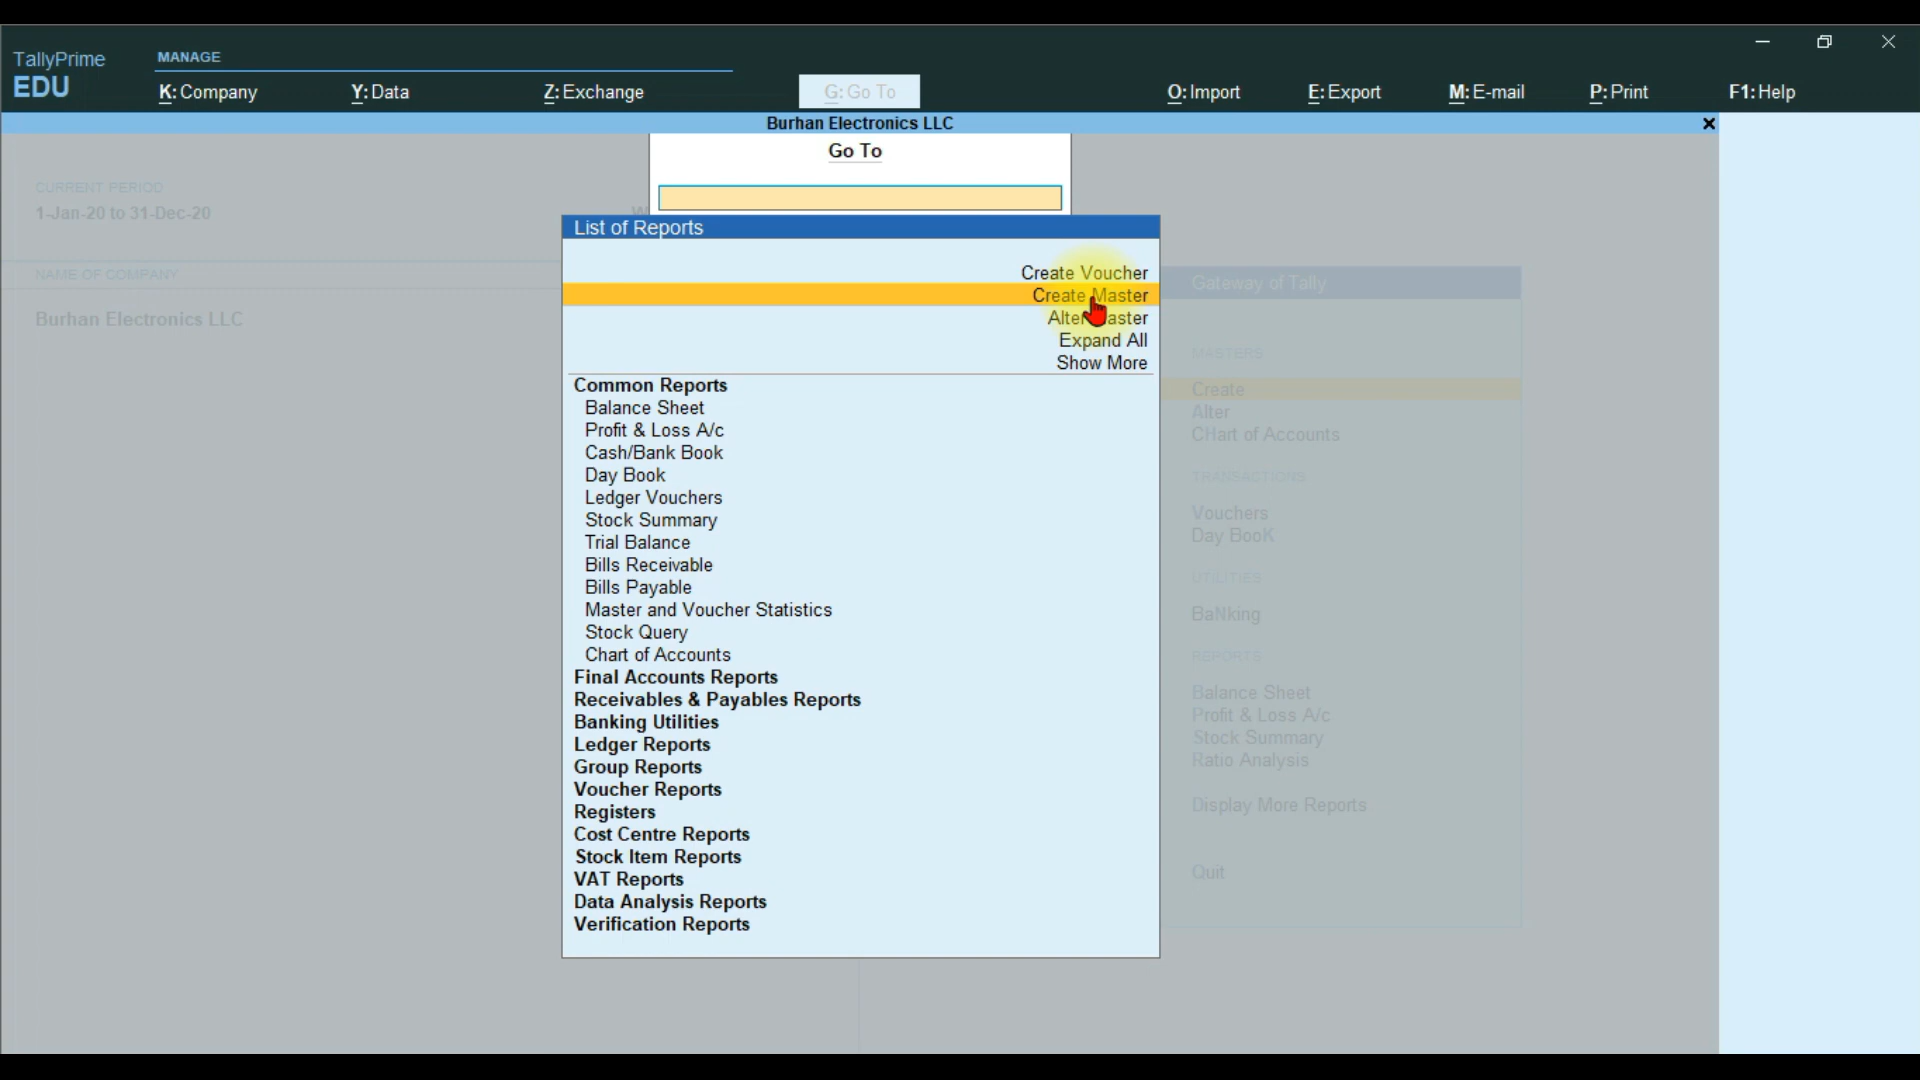 TallyPrime
EDU
MANAGE
K: Company
Y: Data
Z: Exchange
G: Go To
O: Import
E: Export
M: E-mail
P: Print
F1: Help
Burhan Electronics LLC
Go To
CURRENT PERIOD
1-Jan-20 to 31-Dec-20
NAME OF COMPANY
Burhan Electronics LLC
List of Reports
Create Voucher
Create Master
Alter Master
Expand All
Show More
Common Reports
Balance Sheet
Profit & Loss A/c
Cash/Bank Book
Day Book
Ledger Vouchers
Stock Summary
Trial Balance
Bills Receivable
Bills Payable
Master and Voucher Statistics
Stock Query
Chart of Accounts
Final Accounts Reports
Receivables & Payables Reports
Banking Utilities
Ledger Reports
Group Reports
Voucher Reports
Registers
Cost Centre Reports
Stock Item Reports
VAT Reports
Data Analysis Reports
Verification Reports
Gateway of Tally
MASTERS
Create
Alter
CHart of Accounts
TRANSACTIONS
Vouchers
Day BooK
UTILITIES
BaNking
REPORTS
Balance Sheet
Profit & Loss A/c
Stock Summary
Ratio Analysis
Display More Reports
Quit